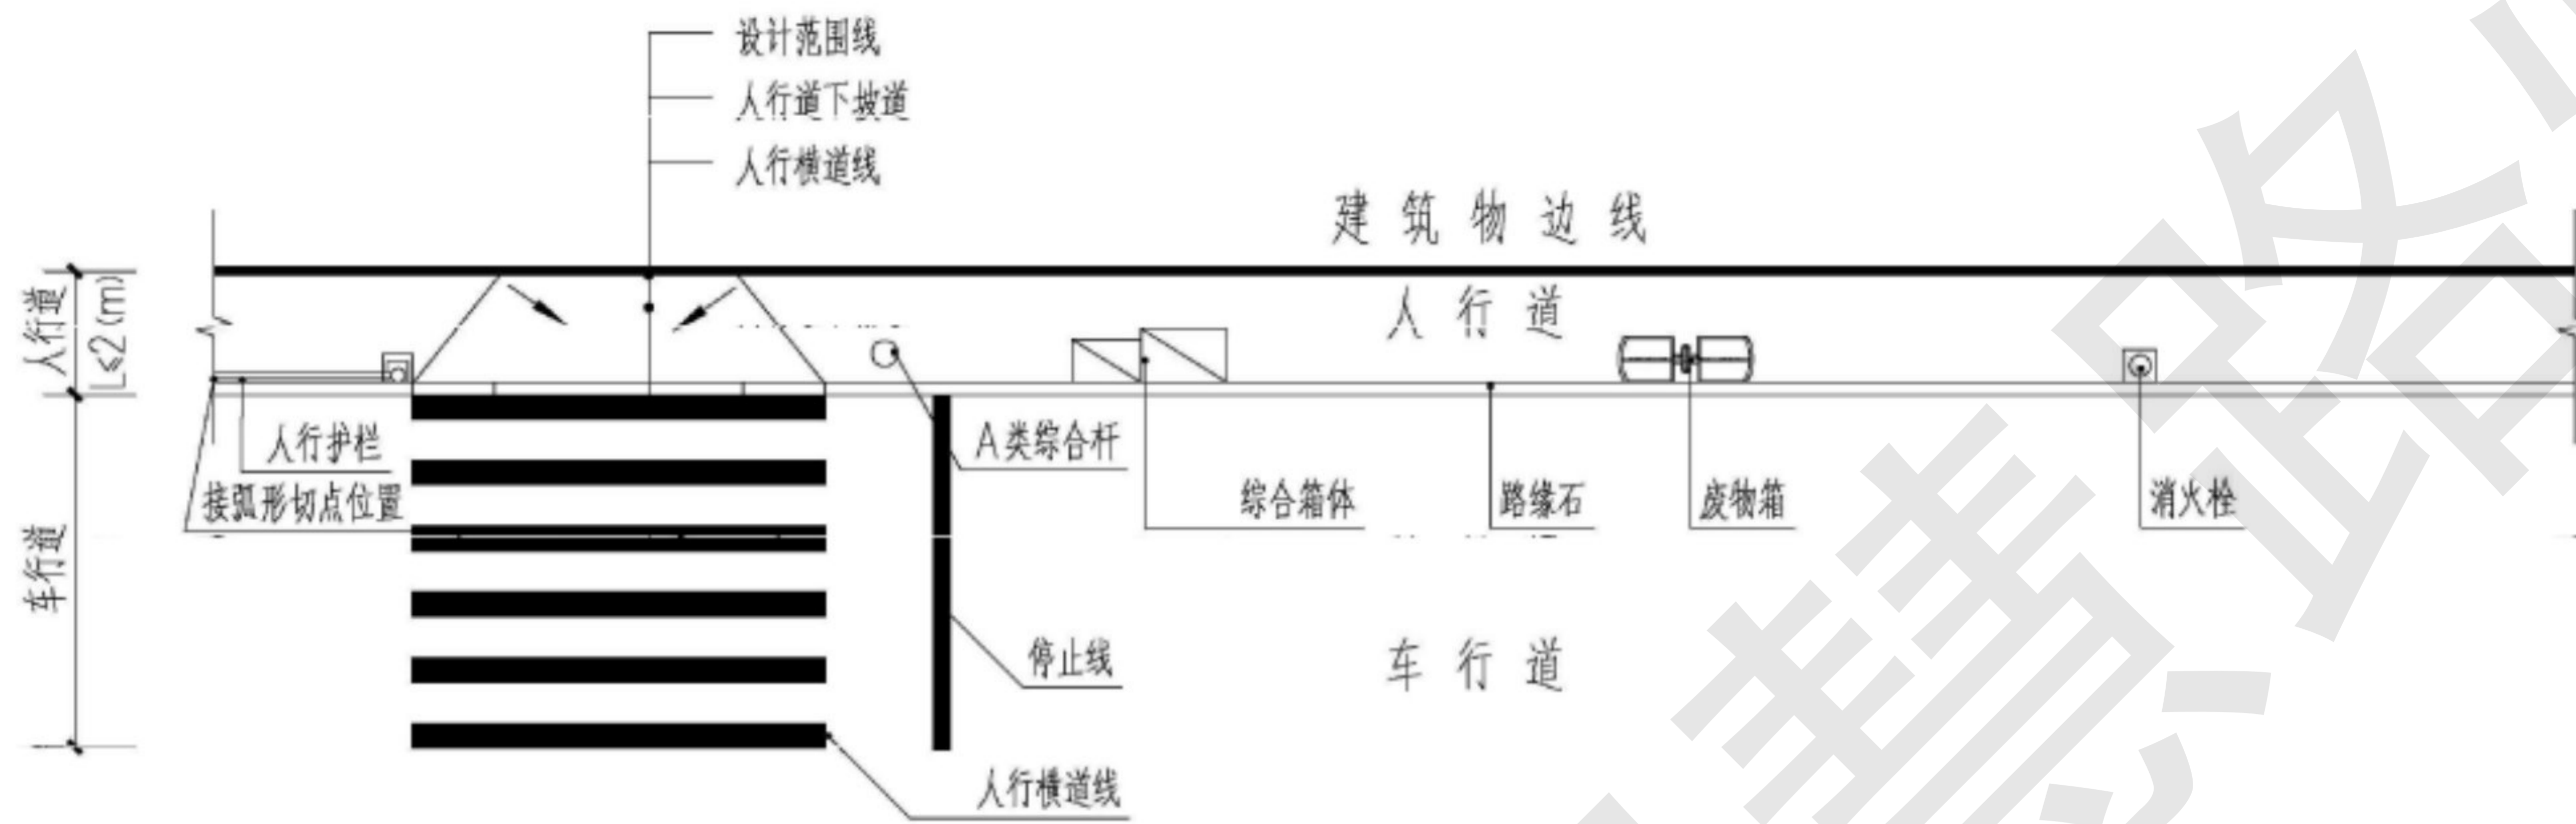 设计范围线
人行道下坡道
人行横道线
建筑物边线
人行道
人行道
L≤2(m)
人行护栏
A类综合杆
接弧形切点位置
综合箱体
路缘石
废物箱
消火栓
车行道
停止线
车行道
人行横道线
慧路